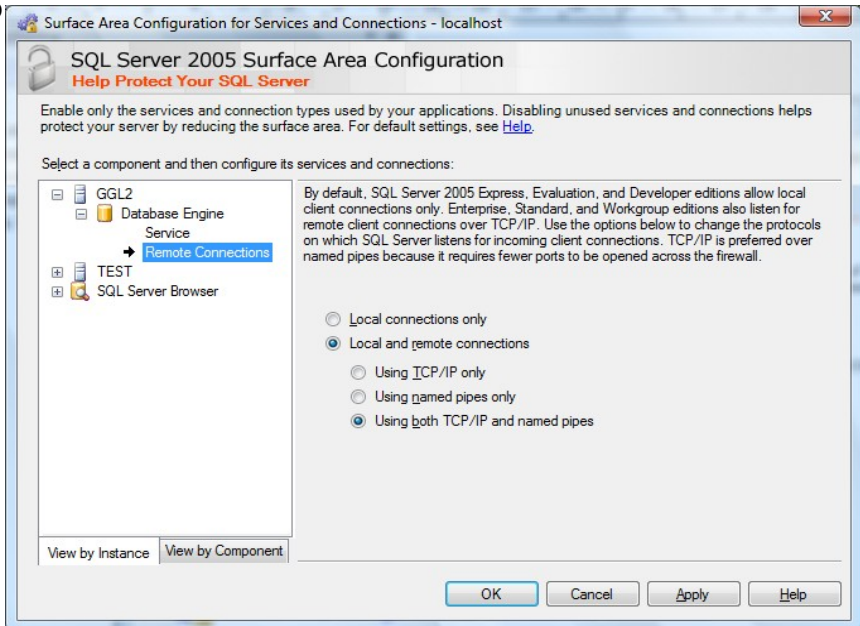 Surface Area Configuration for Services and Connections - localhost
SQL Server 2005 Surface Area Configuration
Help Protect Your SQL Server
Enable only the services and connection types used by your applications. Disabling unused services and connections helps
protect your server by reducing the surface area. For default settings, see Help.
Select a component and then configure its services and connections:
GGL2
Database Engine
Service
Remote Connections
TEST
SQL Server Browser
View by Instance
View by Component
By default, SQL Server 2005 Express, Evaluation, and Developer editions allow local
client connections only. Enterprise, Standard, and Workgroup editions also listen for
remote client connections over TCP/IP. Use the options below to change the protocols
on which SQL Server listens for incoming client connections. TCP/IP is preferred over
named pipes because it requires fewer ports to be opened across the firewall.
Local connections only
Local and remote connections
Using TCP/IP only
Using named pipes only
Using both TCP/IP and named pipes
OK
Cancel
Apply
Help